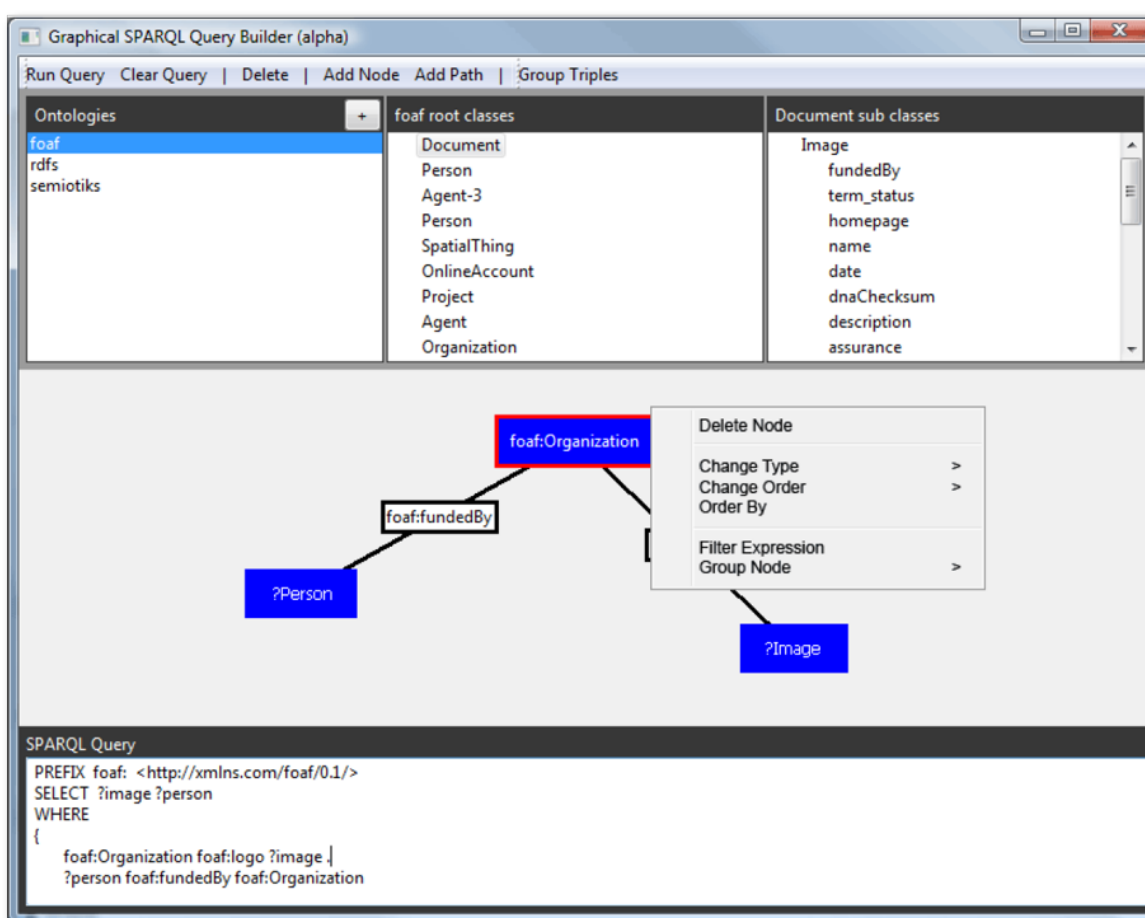 Graphical SPARQL Query Builder (alpha)
Run Query Clear Query | Delete | Add Node Add Path | Group Triples
Ontologies +
foaf
rdfs
semiotiks
foaf root classes
Document
Person
Agent-3
Person
SpatialThing
OnlineAccount
Project
Agent
Organization
Document sub classes
Image
fundedBy
term_status
homepage
name
date
dnaChecksum
description
assurance
foaf:Organization
foaf:fundedBy
?Person
?Image
Delete Node
Change Type >
Change Order >
Order By
Filter Expression
Group Node >
SPARQL Query
PREFIX foaf: <http://xmlns.com/foaf/0.1/>
SELECT ?image ?person
WHERE
{
foaf:Organization foaf:logo ?image .
?person foaf:fundedBy foaf:Organization